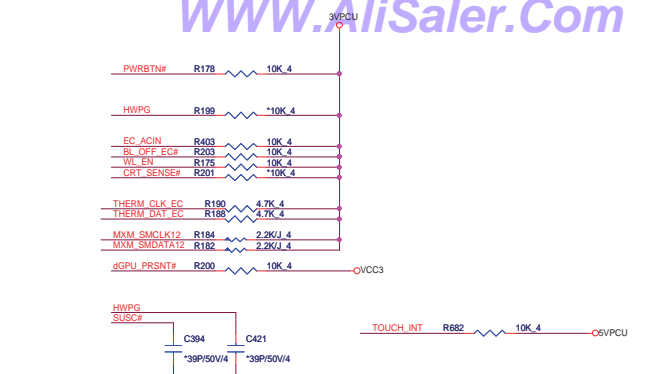 WWW.AliSaler.Com
3VPCU
PWRBTN# R178 10K_4
HWPG R199 *10K_4
EC_ACIN R403 10K_4
BL_OFF_EC# R203 10K_4
WL_EN R175 10K_4
CRT_SENSE# R201 *10K_4
THERM_CLK_EC R190 4.7K_4
THERM_DAT_EC R188 4.7K_4
MXM_SMCLK12 R184 2.2K/J_4
MXM_SMDATA12 R182 2.2K/J_4
dGPU_PRSNT# R200 10K_4 VCC3
HWPG
SUSC#
C394 C421
*39P/50V/4 *39P/50V/4
TOUCH_INT R682 10K_4 5VPCU